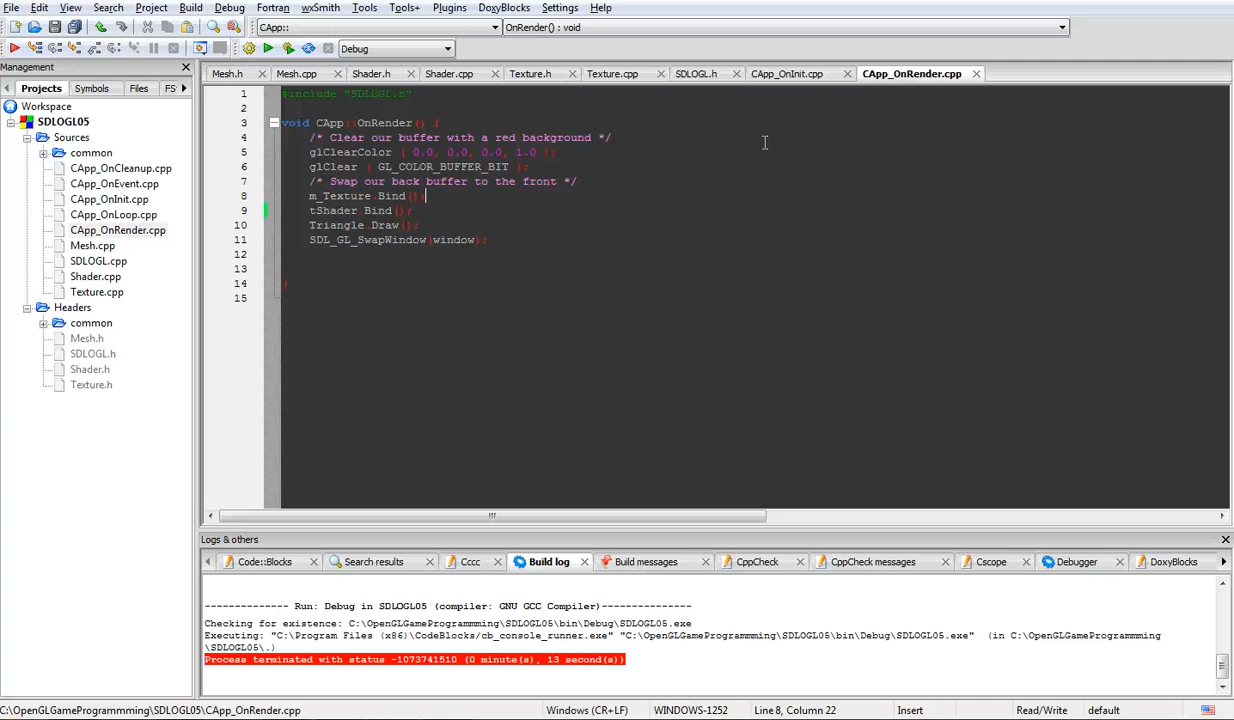 File Edit View Search Project Build Debug Fortran wxSmith Tools Tools+ Plugins DoxyBlocks Settings Help
CApp:: OnRender() : void
Debug
Management
Projects Symbols Files FS
Mesh.h Mesh.cpp Shader.h Shader.cpp Texture.h Texture.cpp SDLOGL.h CApp_OnInit.cpp CApp_OnRender.cpp
Workspace
SDLOGL05
Sources
common
CApp_OnCleanup.cpp
CApp_OnEvent.cpp
CApp_OnInit.cpp
CApp_OnLoop.cpp
CApp_OnRender.cpp
Mesh.cpp
SDLOGL.cpp
Shader.cpp
Texture.cpp
Headers
common
Mesh.h
SDLOGL.h
Shader.h
Texture.h
1 #include "SDLOGL.h"
2
3 void CApp::OnRender() {
4 /* Clear our buffer with a red background */
5 glClearColor ( 0.0, 0.0, 0.0, 1.0 );
6 glClear ( GL_COLOR_BUFFER_BIT );
7 /* Swap our back buffer to the front */
8 m_Texture.Bind();
9 tShader.Bind();
10 Triangle.Draw();
11 SDL_GL_SwapWindow(window);
12
13
14 }
15
Logs & others
Code::Blocks Search results Cccc Build log Build messages CppCheck CppCheck messages Cscope Debugger DoxyBlocks
-------------- Run: Debug in SDLOGL05 (compiler: GNU GCC Compiler)---------------
Checking for existence: C:\OpenGLGameProgrammming\SDLOGL05\bin\Debug\SDLOGL05.exe
Executing: "C:\Program Files (x86)\CodeBlocks/cb_console_runner.exe" "C:\OpenGLGameProgrammming\SDLOGL05\bin\Debug\SDLOGL05.exe"  (in C:\OpenGLGameProgrammming
\SDLOGL05\.)
Process terminated with status -1073741510 (0 minute(s), 13 second(s))
C:\OpenGLGameProgrammming\SDLOGL05\CApp_OnRender.cpp Windows (CR+LF) WINDOWS-1252 Line 8, Column 22 Insert Read/Write default